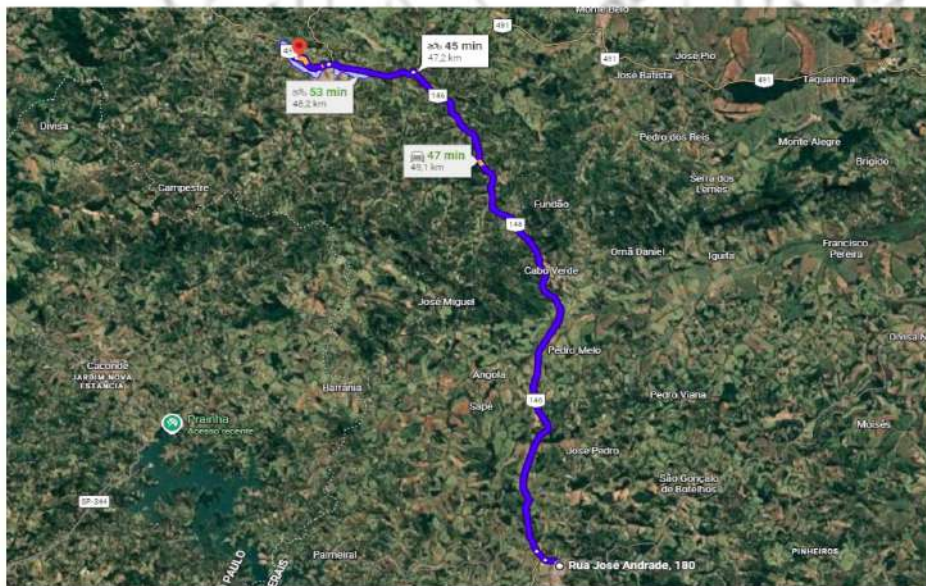 Monte Belo
491
José Pio
491
José Batista
491
Taquarinha
45 min
47,2 km
53 min
48,2 km
146
Divisa
Pedro dos Reis
Monte Alegre
47 min
49,1 km
Brigido
Serra dos
Lemes
Campestre
Fundão
146
Omã Daniel
Iguita
Francisco
Pereira
Cabo Verde
José Miguel
Pedro Melo
Caconde
JARDIM NOVA
ESTÂNCIA
Barrânia
Angola
Sapé
146
Pedro Viana
Moisés
Prainha
Acesso recente
José Pedro
São Gonçalo
de Botelhos
SP-344
Palmeiral
PAULO
ERAIS
PINHEIROS
Rua José Andrade, 180